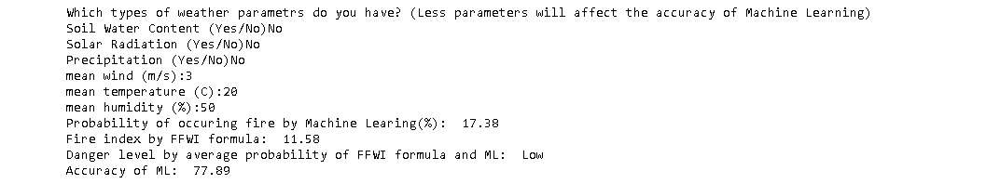 Which types of weather parametrs do you have? (Less parameters will affect the accuracy of Machine Learning)
Soil Water Content (Yes/No)No
Solar Radiation (Yes/No)No
Precipitation (Yes/No)No
mean wind (m/s):3
mean temperature (C):20
mean humidity (%):50
Probability of occuring fire by Machine Learing(%):  17.38
Fire index by FFWI formula:  11.58
Danger level by average probability of FFWI formula and ML:  Low
Accuracy of ML:  77.89